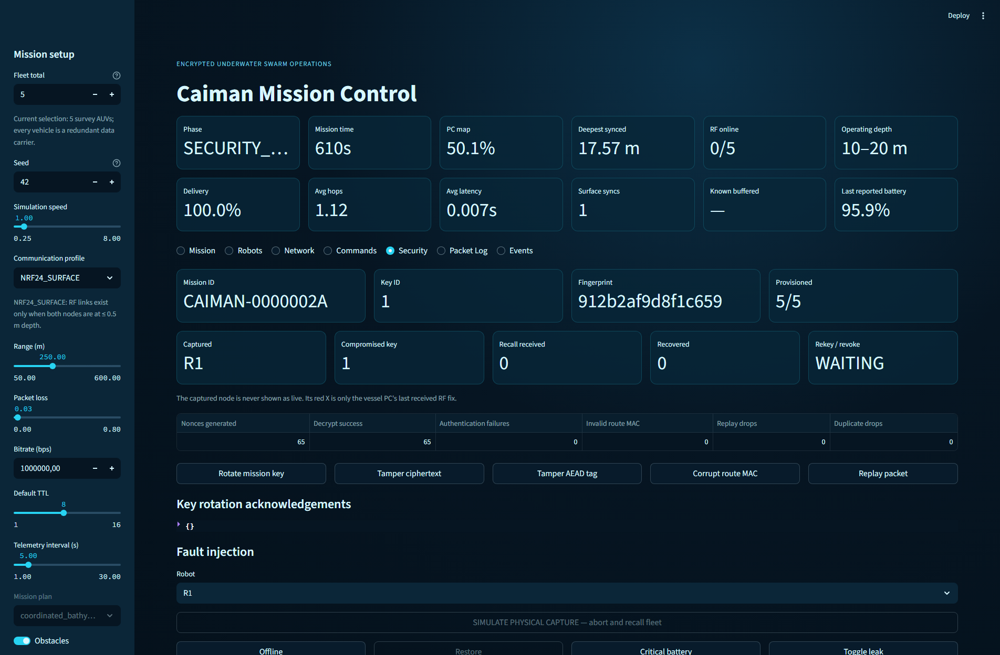 Deploy
Mission setup
Fleet total
5
Current selection: 5 survey AUVs;
every vehicle is a redundant data
carrier.
Seed
42
Simulation speed
1.00
0.25 8.00
Communication profile
NRF24_SURFACE
NRF24_SURFACE: RF links exist
only when both nodes are at ≤ 0.5
m depth.
Range (m)
250.00
50.00 600.00
Packet loss
0.03
0.00 0.80
Bitrate (bps)
1000000,00
Default TTL
8
1 16
Telemetry interval (s)
5.00
1.00 30.00
Mission plan
coordinated_bathy…
Obstacles
ENCRYPTED UNDERWATER SWARM OPERATIONS
Caiman Mission Control
Phase Mission time PC map Deepest synced RF online Operating depth
SECURITY_… 610s 50.1% 17.57 m 0/5 10–20 m
Delivery Avg hops Avg latency Surface syncs Known buffered Last reported battery
100.0% 1.12 0.007s 1 — 95.9%
Mission Robots Network Commands Security Packet Log Events
Mission ID Key ID Fingerprint Provisioned
CAIMAN-0000002A 1 912b2af9d8f1c659 5/5
Captured Compromised key Recall received Recovered Rekey / revoke
R1 1 0 0 WAITING
The captured node is never shown as live. Its red X is only the vessel PC's last received RF fix.
Nonces generated Decrypt success Authentication failures Invalid route MAC Replay drops Duplicate drops
65 65 0 0 0 0
Rotate mission key Tamper ciphertext Tamper AEAD tag Corrupt route MAC Replay packet
Key rotation acknowledgements
{}
Fault injection
Robot
R1
SIMULATE PHYSICAL CAPTURE — abort and recall fleet
Offline Restore Critical battery Toggle leak